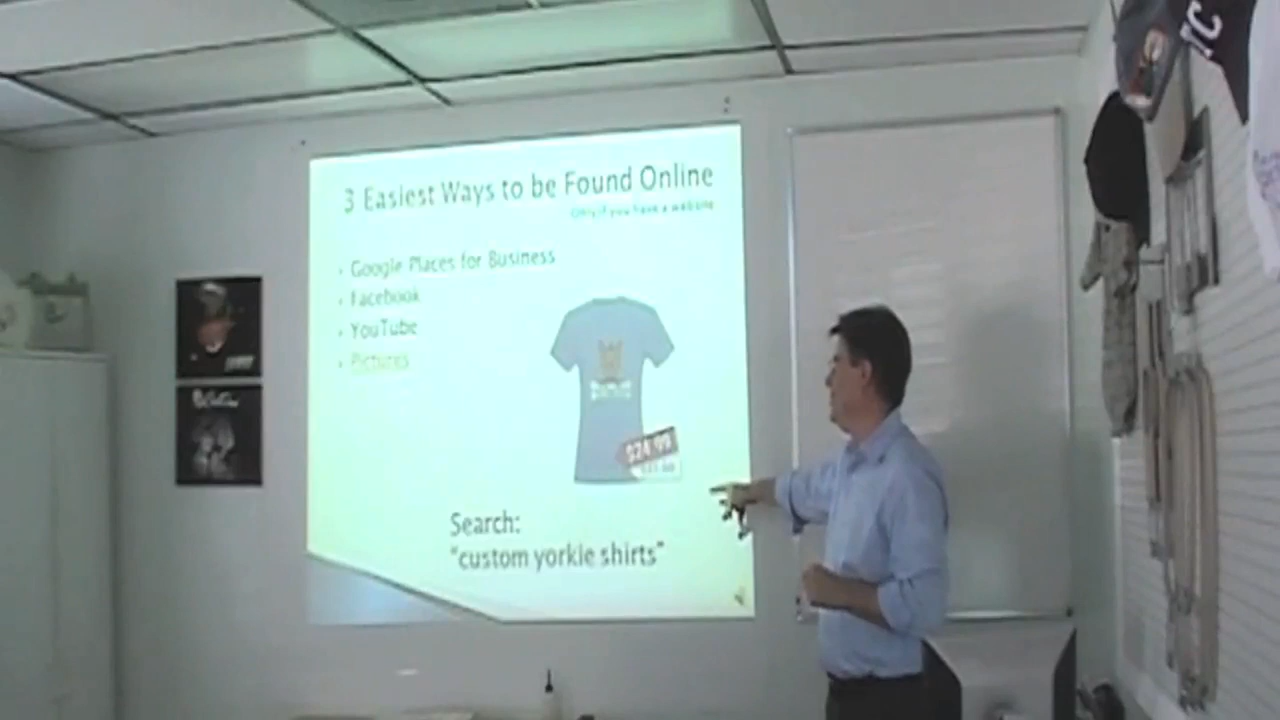 3 Easiest Ways to be Found Online
Only if you have a website
Google Places for Business
Facebook
YouTube
Pictures
$24.99
Search:
"custom yorkie shirts"